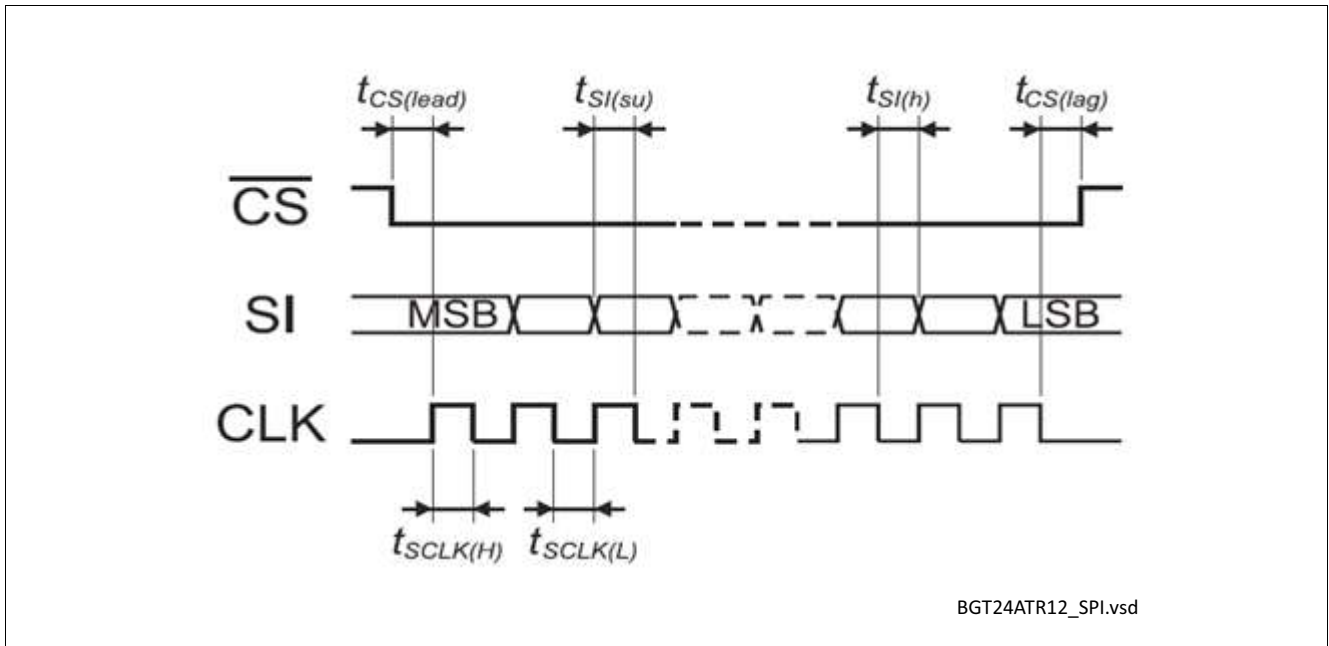 tCS(lead) tSI(su) tSI(h) tCS(lag)
CS
SI MSB LSB
CLK
tSCLK(H) tSCLK(L)
BGT24ATR12_SPI.vsd